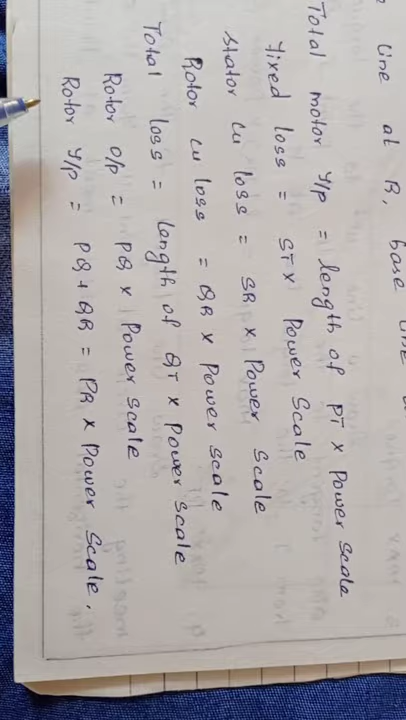 line at B, base line
Total motor y/p = length of PT × Power Scale
Fixed loss = ST × Power Scale
Stator cu loss = SR × Power Scale
Rotor cu loss = QR × Power Scale
Total loss = length of QT × Power Scale
Rotor o/p = PQ × Power Scale
Rotor y/p = PQ + QR = PR × Power Scale.